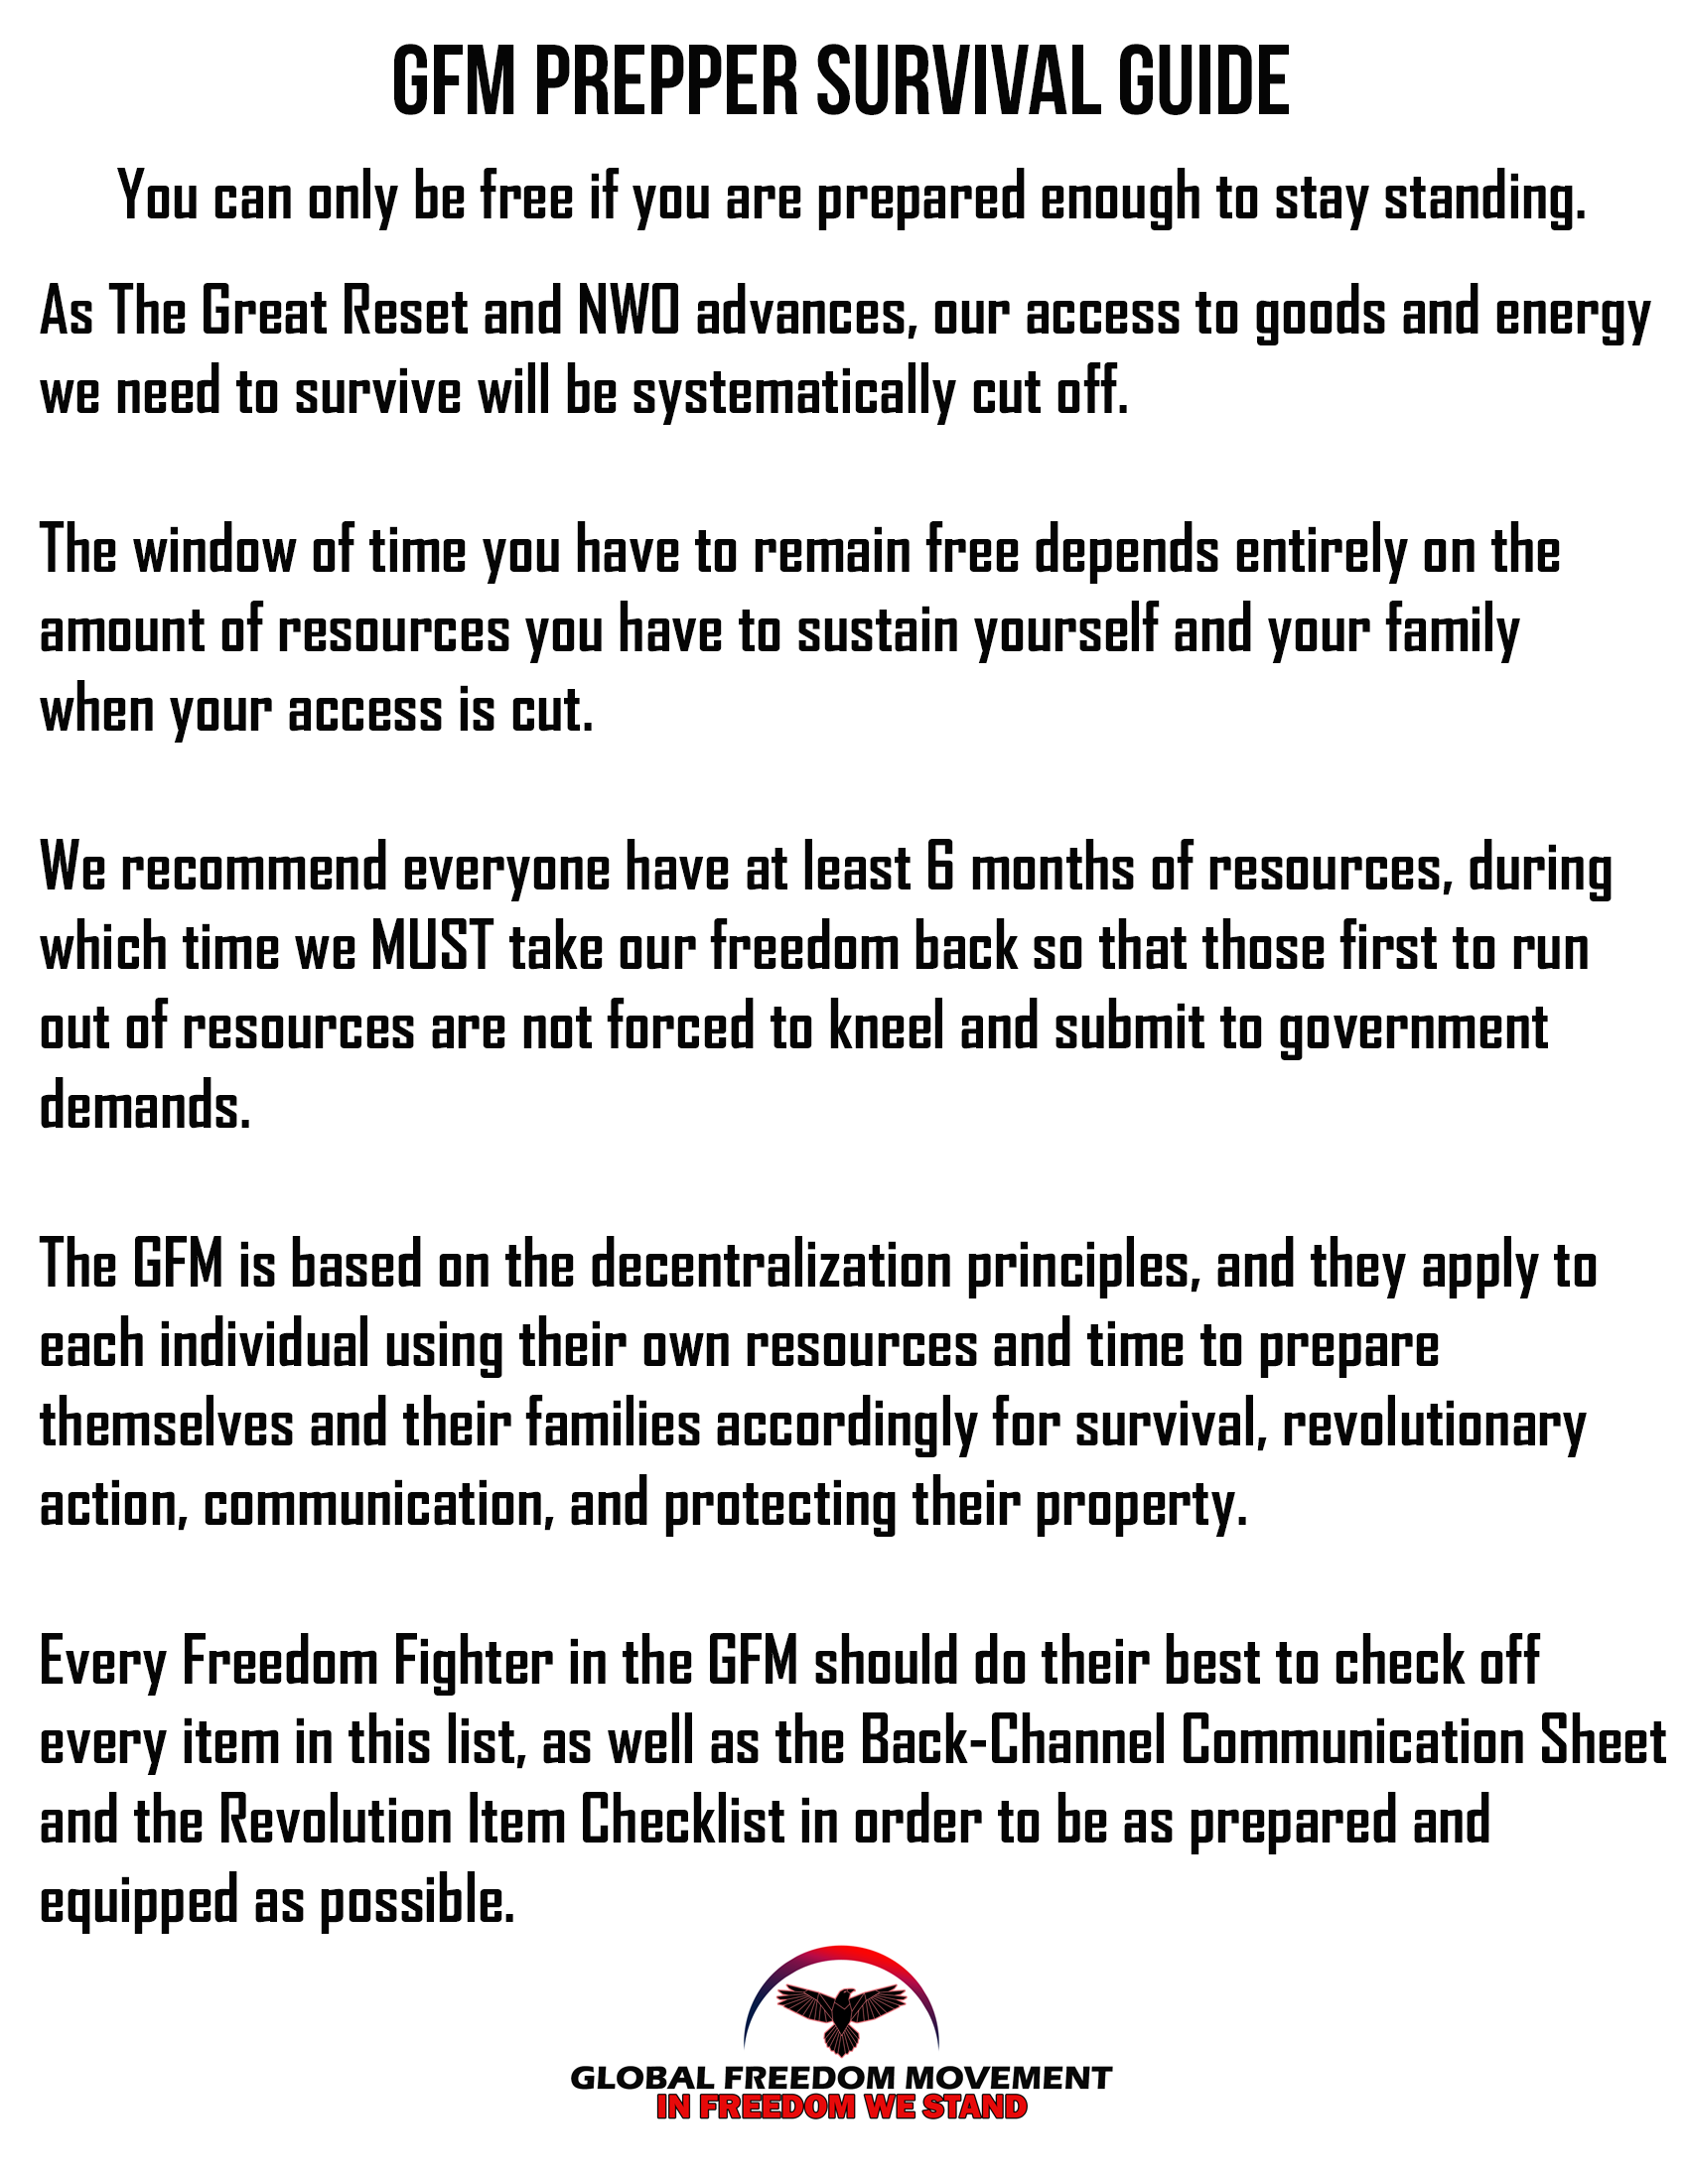 GFM PREPPER SURVIVAL GUIDE
You can only be free if you are prepared enough to stay standing.
As The Great Reset and NWO advances, our access to goods and energy
we need to survive will be systematically cut off.
The window of time you have to remain free depends entirely on the
amount of resources you have to sustain yourself and your family
when your access is cut.
We recommend everyone have at least 6 months of resources, during
which time we MUST take our freedom back so that those first to run
out of resources are not forced to kneel and submit to government
demands.
The GFM is based on the decentralization principles, and they apply to
each individual using their own resources and time to prepare
themselves and their families accordingly for survival, revolutionary
action, communication, and protecting their property.
Every Freedom Fighter in the GFM should do their best to check off
every item in this list, as well as the Back-Channel Communication Sheet
and the Revolution Item Checklist in order to be as prepared and
equipped as possible.
GLOBAL FREEDOM MOVEMENT
IN FREEDOM WE STAND